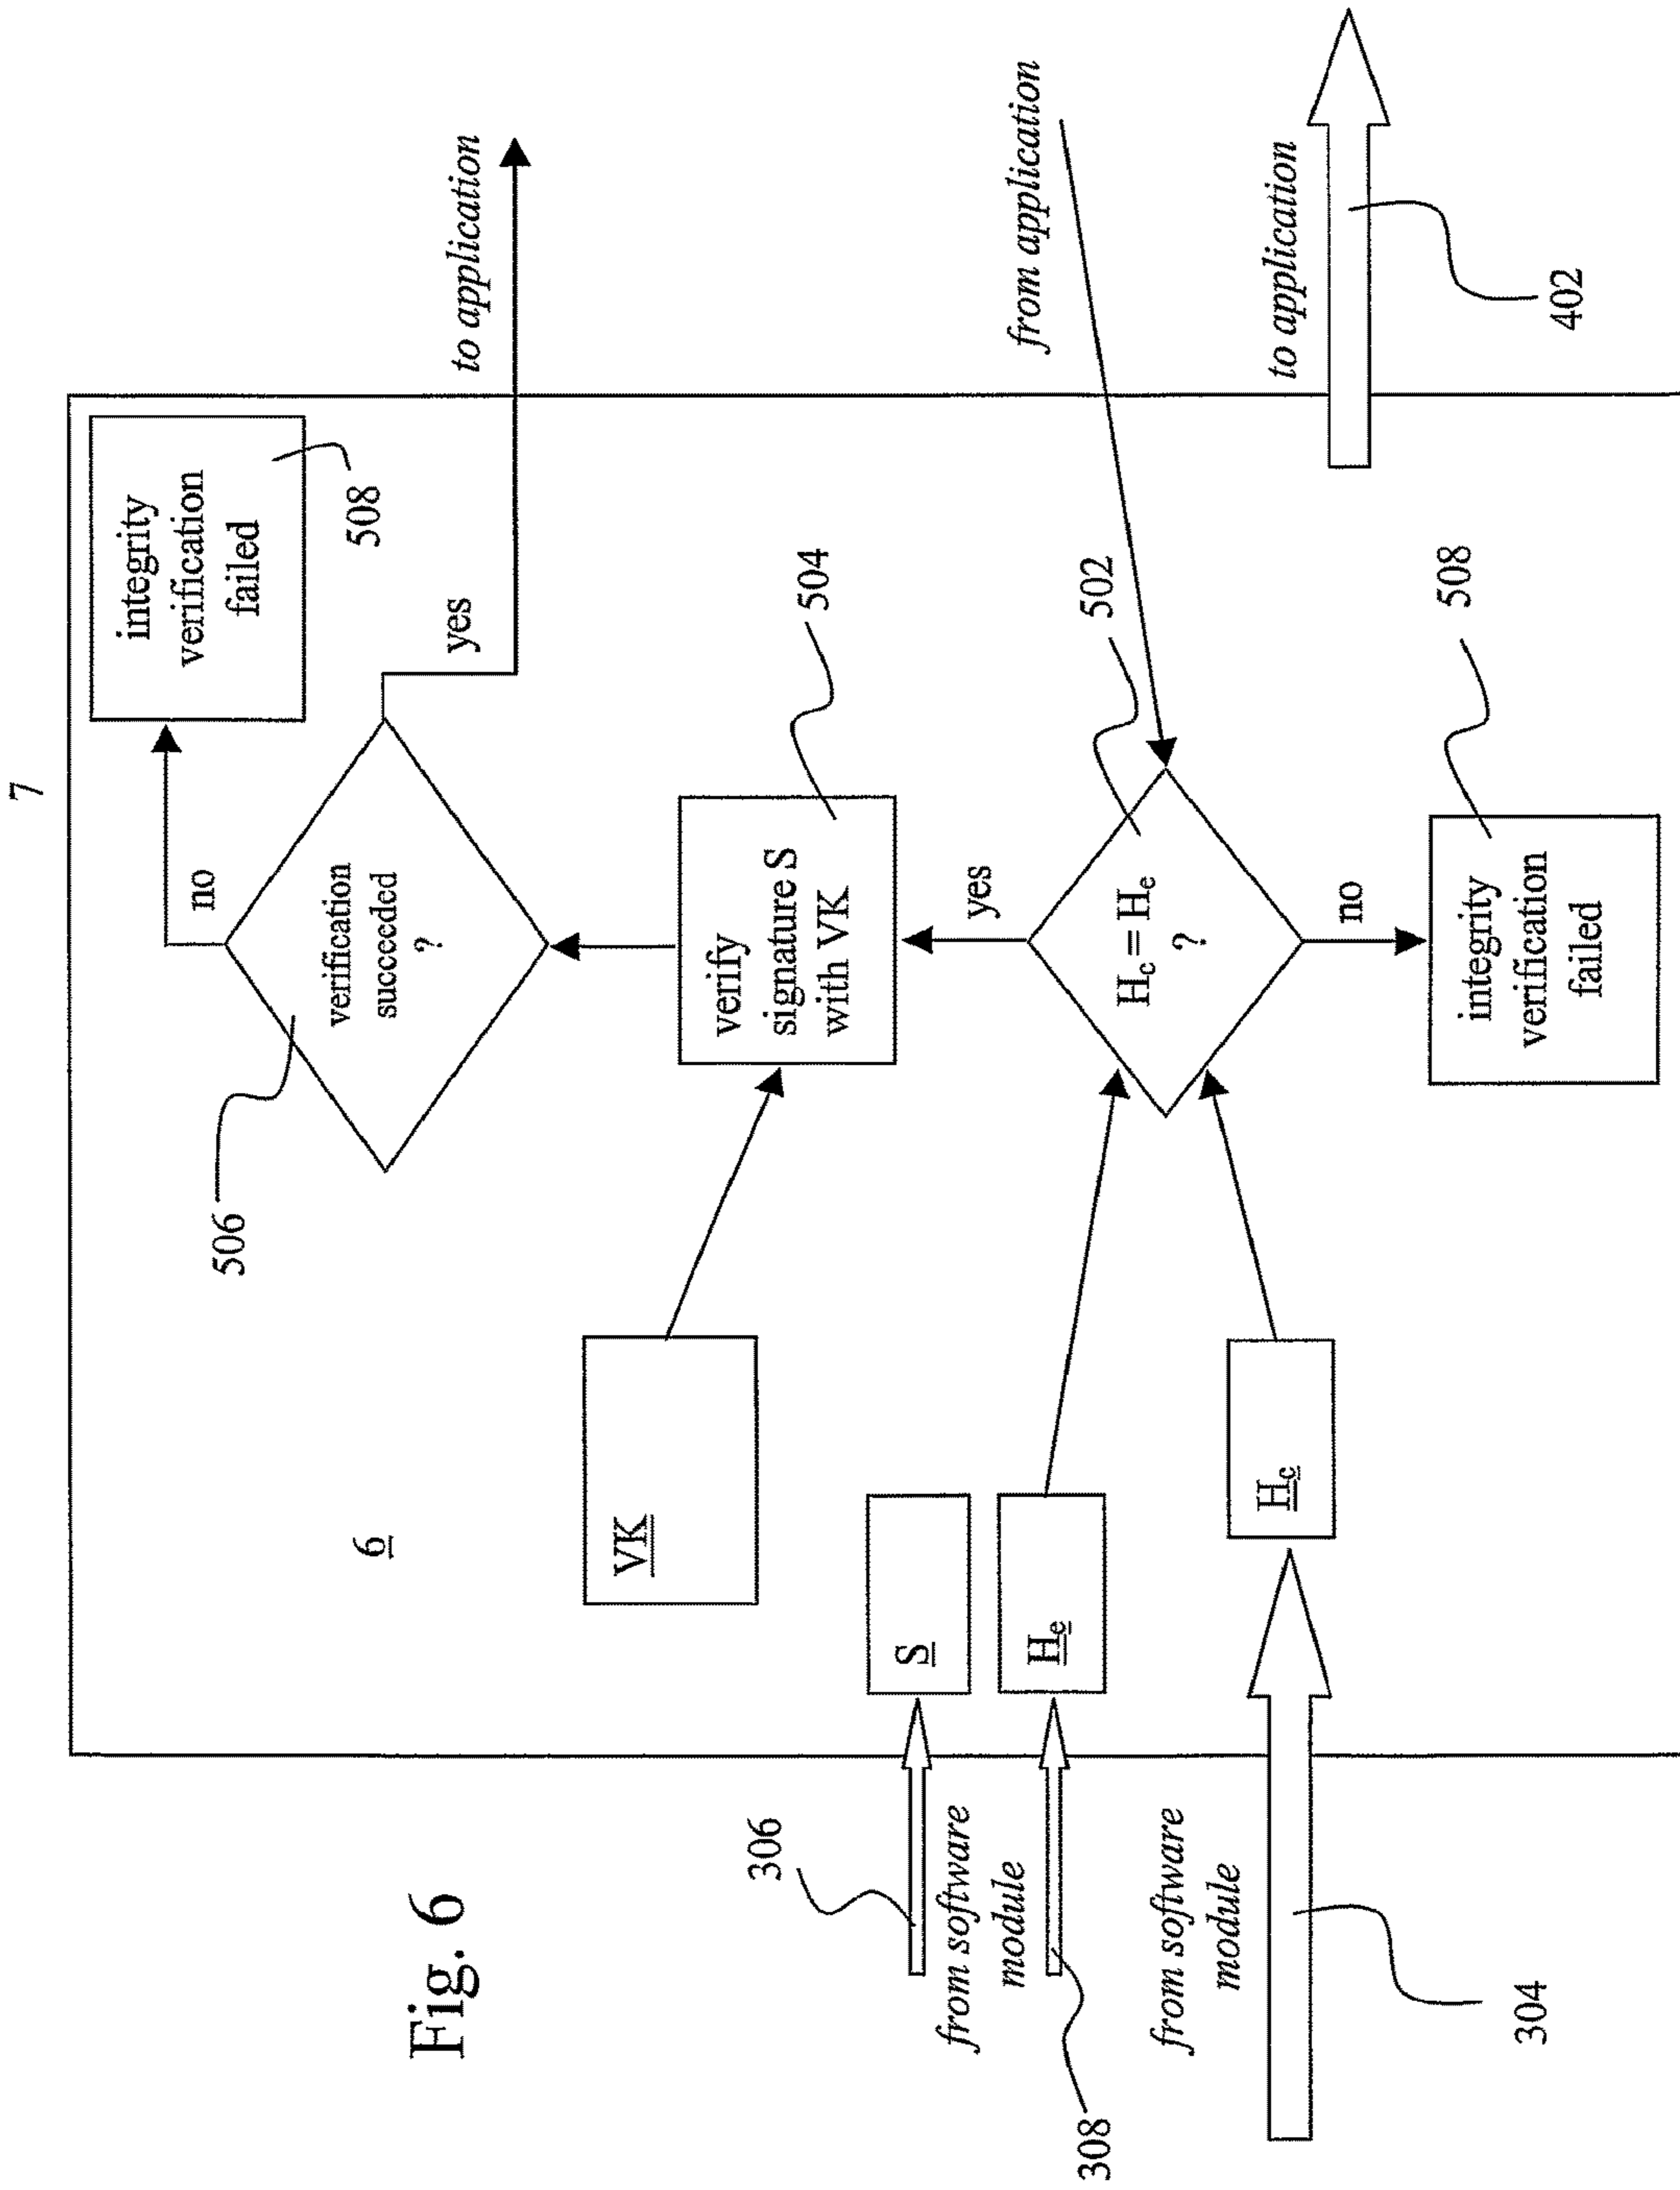 Fig. 6
7
6
integrity
verification
failed
508
506
verification
succeeded
?
no
yes
to application
VK
verify
signature S
with VK
504
306
S
from software
module
308
He
yes
502
Hc = He
?
from application
from software
module
304
Hc
no
integrity
verification
failed
508
to application
402